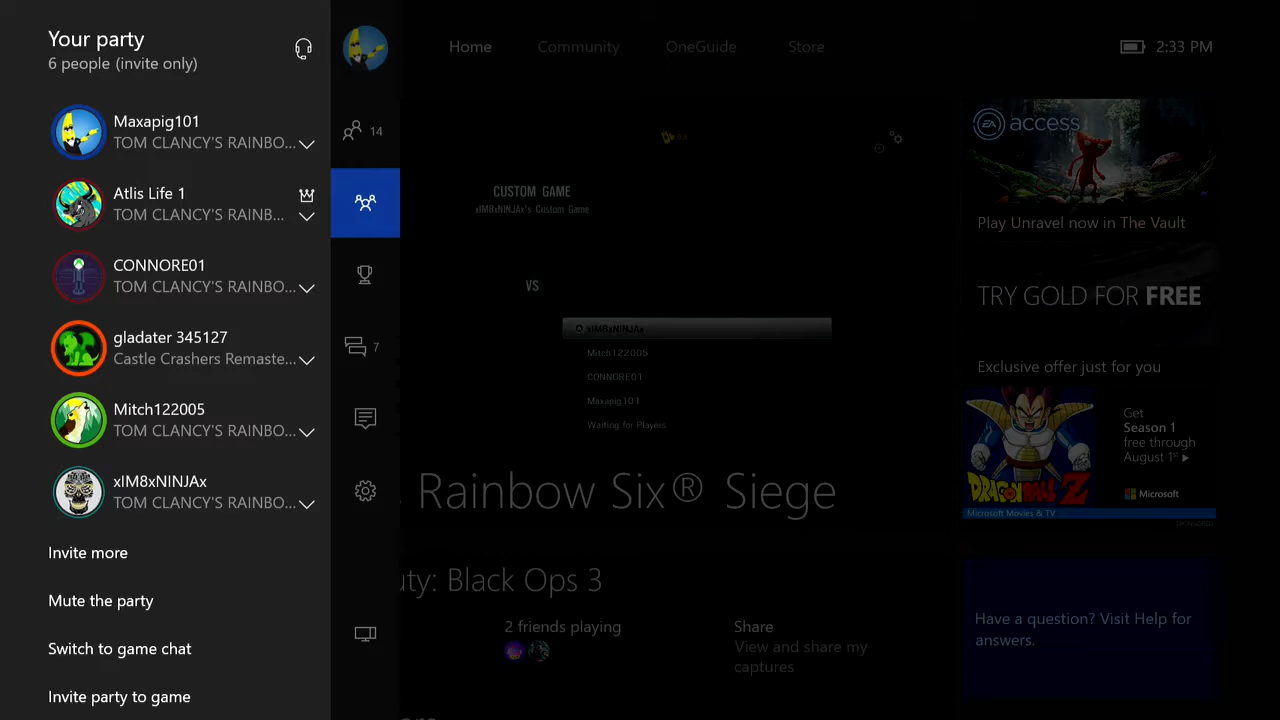 Your party
6 people (invite only)
Maxapig101
TOM CLANCY'S RAINBO...
Atlis Life 1
TOM CLANCY'S RAINB...
CONNORE01
TOM CLANCY'S RAINBO...
gladater 345127
Castle Crashers Remaste...
Mitch122005
TOM CLANCY'S RAINBO...
xIM8xNINJAx
TOM CLANCY'S RAINBO...
Invite more
Mute the party
Switch to game chat
Invite party to game
14
7
Home
Community
OneGuide
Store
2:33 PM
CUSTOM GAME
xIM8xNINJAx's Custom Game
VS
xIM8xNINJAx
Mitch122005
CONNORE01
Maxapig101
Waiting for Players
Rainbow Six® Siege
uty: Black Ops 3
2 friends playing
Share
View and share my
captures
EA access
Play Unravel now in The Vault
TRY GOLD FOR FREE
Exclusive offer just for you
DRAGON BALL Z
Get
Season 1
free through
August 1st
Microsoft
Microsoft Movies & TV
Have a question? Visit Help for
answers.